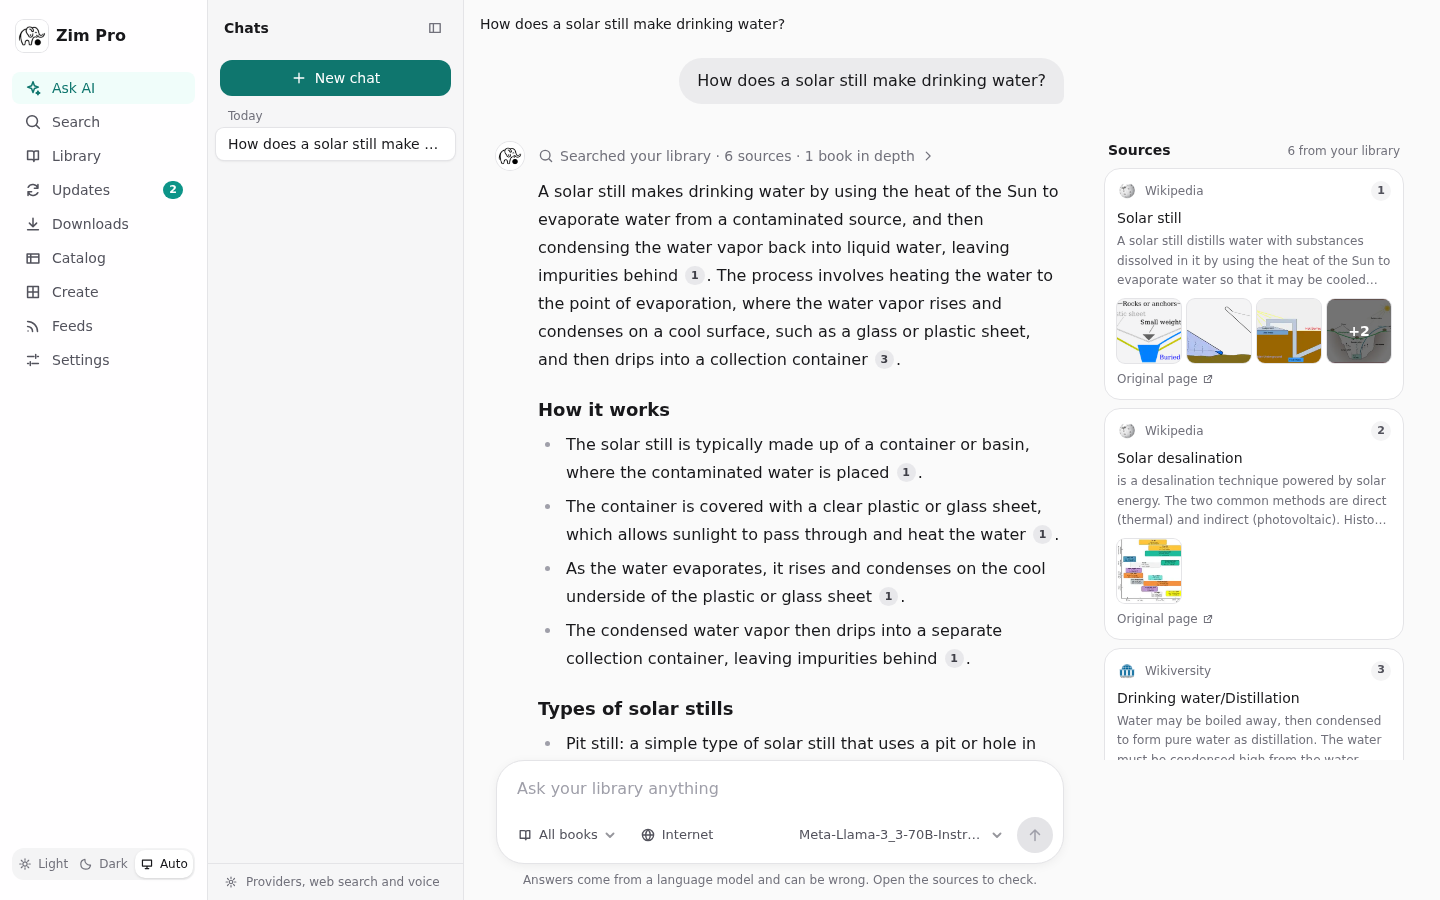 Zim Pro
Ask AI
Search
Library
Updates
2
Downloads
Catalog
Create
Feeds
Settings
Light
Dark
Auto
Chats
New chat
Today
How does a solar still make …
Providers, web search and voice
How does a solar still make drinking water?
How does a solar still make drinking water?
Searched your library · 6 sources · 1 book in depth
A solar still makes drinking water by using the heat of the Sun to
evaporate water from a contaminated source, and then
condensing the water vapor back into liquid water, leaving
impurities behind 1. The process involves heating the water to
the point of evaporation, where the water vapor rises and
condenses on a cool surface, such as a glass or plastic sheet,
and then drips into a collection container 3.
How it works
• The solar still is typically made up of a container or basin,
where the contaminated water is placed 1.
• The container is covered with a clear plastic or glass sheet,
which allows sunlight to pass through and heat the water 1.
• As the water evaporates, it rises and condenses on the cool
underside of the plastic or glass sheet 1.
• The condensed water vapor then drips into a separate
collection container, leaving impurities behind 1.
Types of solar stills
• Pit still: a simple type of solar still that uses a pit or hole in
Ask your library anything
All books
Internet
Meta-Llama-3_3-70B-Instr…
Answers come from a language model and can be wrong. Open the sources to check.
Sources
6 from your library
Wikipedia
1
Solar still
A solar still distills water with substances
dissolved in it by using the heat of the Sun to
evaporate water so that it may be cooled…
Rocks or anchors
tic sheet
Small weight
Buried
+2
Original page
Wikipedia
2
Solar desalination
is a desalination technique powered by solar
energy. The two common methods are direct
(thermal) and indirect (photovoltaic). Histo…
Original page
Wikiversity
3
Drinking water/Distillation
Water may be boiled away, then condensed
to form pure water as distillation. The water
must be condensed high from the water